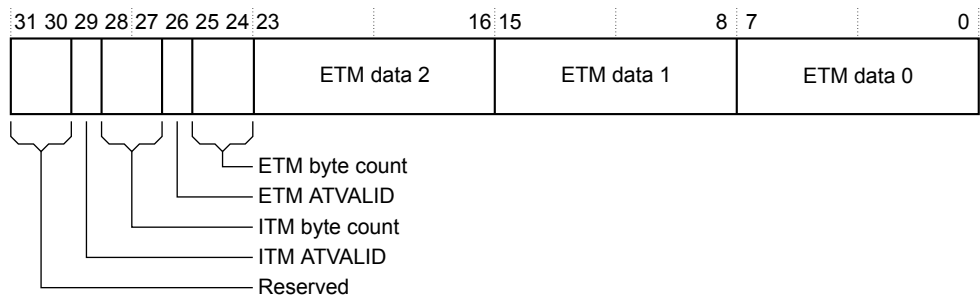 31 30 29 28 27 26 25 24 23 16 15 8 7 0
ETM data 2 ETM data 1 ETM data 0
ETM byte count
ETM ATVALID
ITM byte count
ITM ATVALID
Reserved